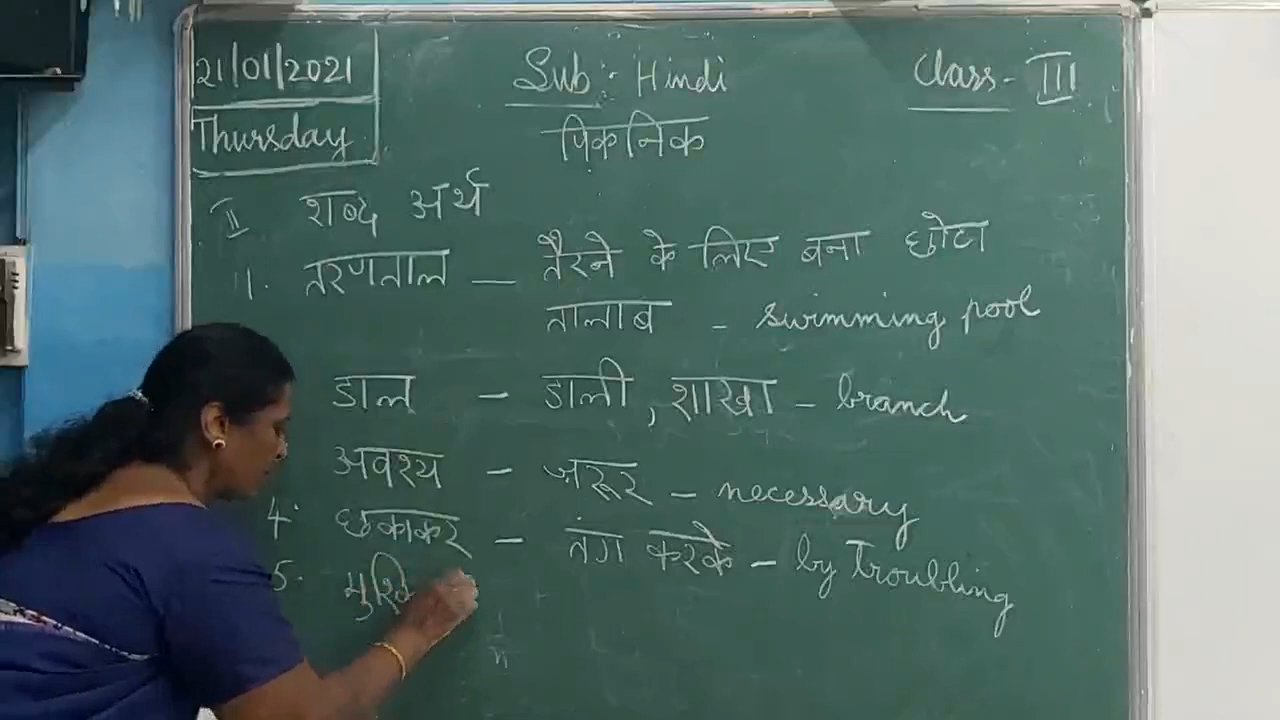 21/01/2021
Sub: Hindi
Class- III
Thursday
पिकनिक
II शब्द अर्थ
1. तरणताल – तैरने के लिए बना छोटा
तालाब - swimming pool
डाल - डाली, शाखा - branch
अवश्य - ज़रूर - necessary
4. छकाकर - तंग करके - by troubling
5.